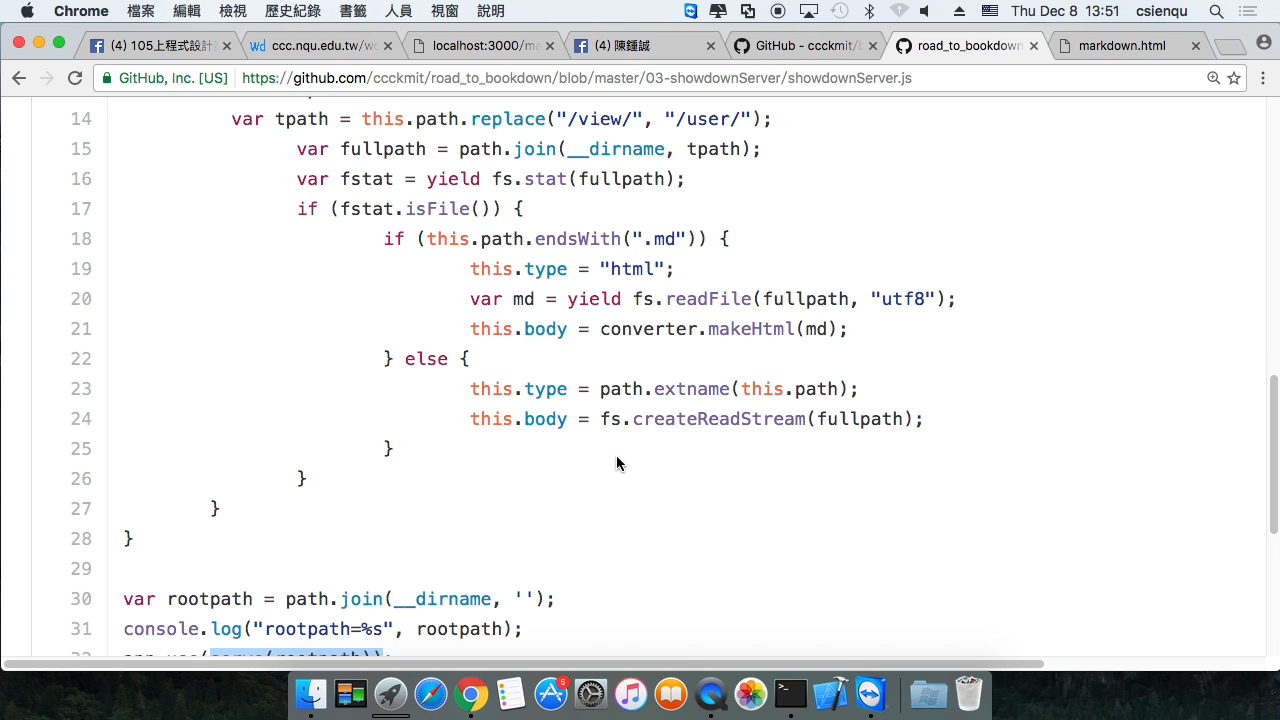 Chrome 檔案 編輯 檢視 歷史紀錄 書籤 人員 視窗 說明 Thu Dec 8 13:51 csienqu
(4) 105上程式設計 ccc.nqu.edu.tw/w localhost:3000/ma (4) 陳鍾誠 GitHub - ccckmit/b road_to_bookdown markdown.html
GitHub, Inc. [US] https://github.com/ccckmit/road_to_bookdown/blob/master/03-showdownServer/showdownServer.js
14 var tpath = this.path.replace("/view/", "/user/");
15 var fullpath = path.join(__dirname, tpath);
16 var fstat = yield fs.stat(fullpath);
17 if (fstat.isFile()) {
18 if (this.path.endsWith(".md")) {
19 this.type = "html";
20 var md = yield fs.readFile(fullpath, "utf8");
21 this.body = converter.makeHtml(md);
22 } else {
23 this.type = path.extname(this.path);
24 this.body = fs.createReadStream(fullpath);
25 }
26 }
27 }
28 }
29
30 var rootpath = path.join(__dirname, '');
31 console.log("rootpath=%s", rootpath);
32 app.use(serve(rootpath));
6